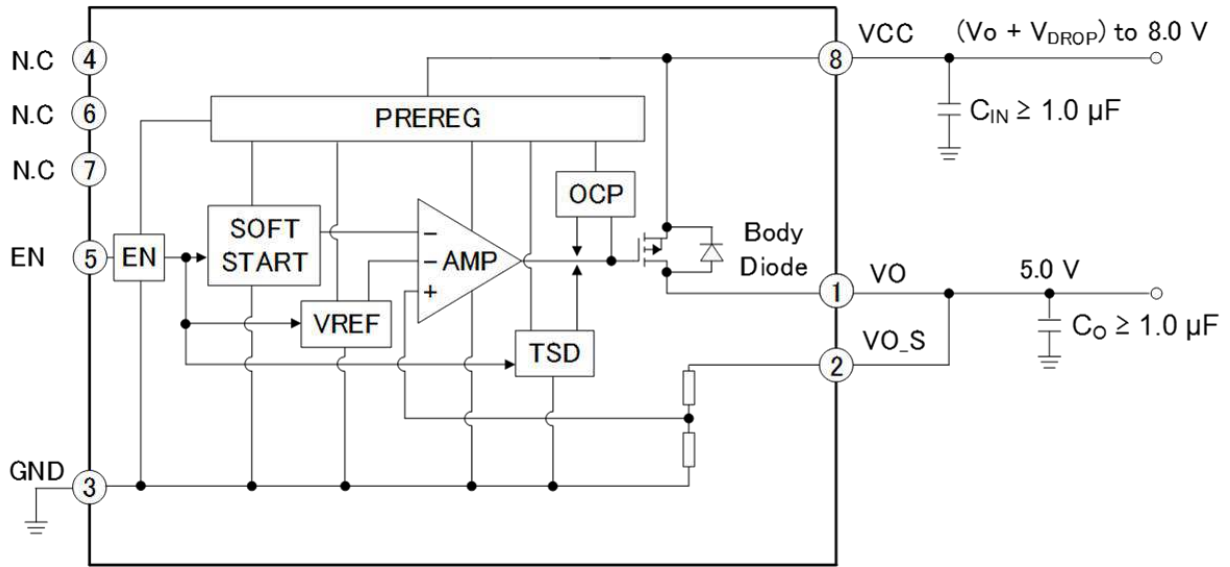 N.C
4
N.C
6
N.C
7
EN
5
GND
3
PREREG
EN
SOFT
START
VREF
−
−
+
AMP
OCP
TSD
Body
Diode
8
VCC
(Vo + VDROP) to 8.0 V
CIN ≥ 1.0 μF
1
VO
5.0 V
2
VO_S
CO ≥ 1.0 μF